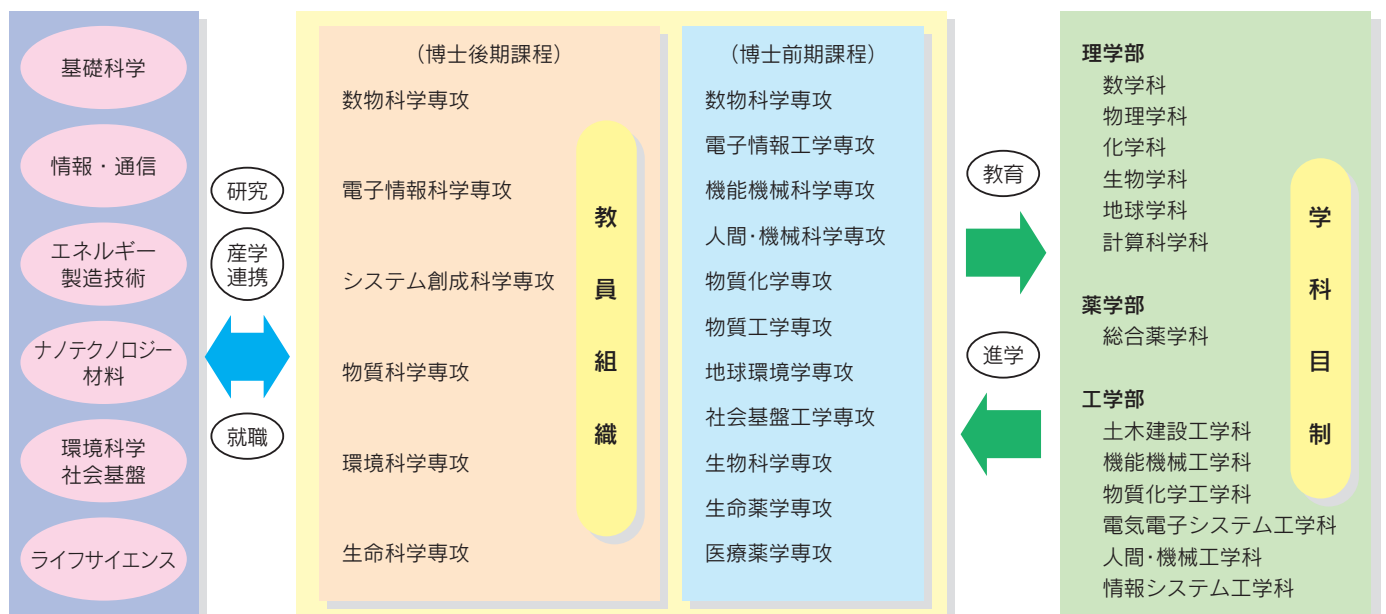 基礎科学
情報・通信
エネルギー
製造技術
ナノテクノロジー
材料
環境科学
社会基盤
ライフサイエンス
研究
産学
連携
就職
（博士後期課程）
数物科学専攻
電子情報科学専攻
システム創成科学専攻
物質科学専攻
環境科学専攻
生命科学専攻
教員組織
（博士前期課程）
数物科学専攻
電子情報工学専攻
機能機械科学専攻
人間･機械科学専攻
物質化学専攻
物質工学専攻
地球環境学専攻
社会基盤工学専攻
生物科学専攻
生命薬学専攻
医療薬学専攻
教育
進学
理学部
数学科
物理学科
化学科
生物学科
地球学科
計算科学科
薬学部
総合薬学科
工学部
土木建設工学科
機能機械工学科
物質化学工学科
電気電子システム工学科
人間･機械工学科
情報システム工学科
学科目制